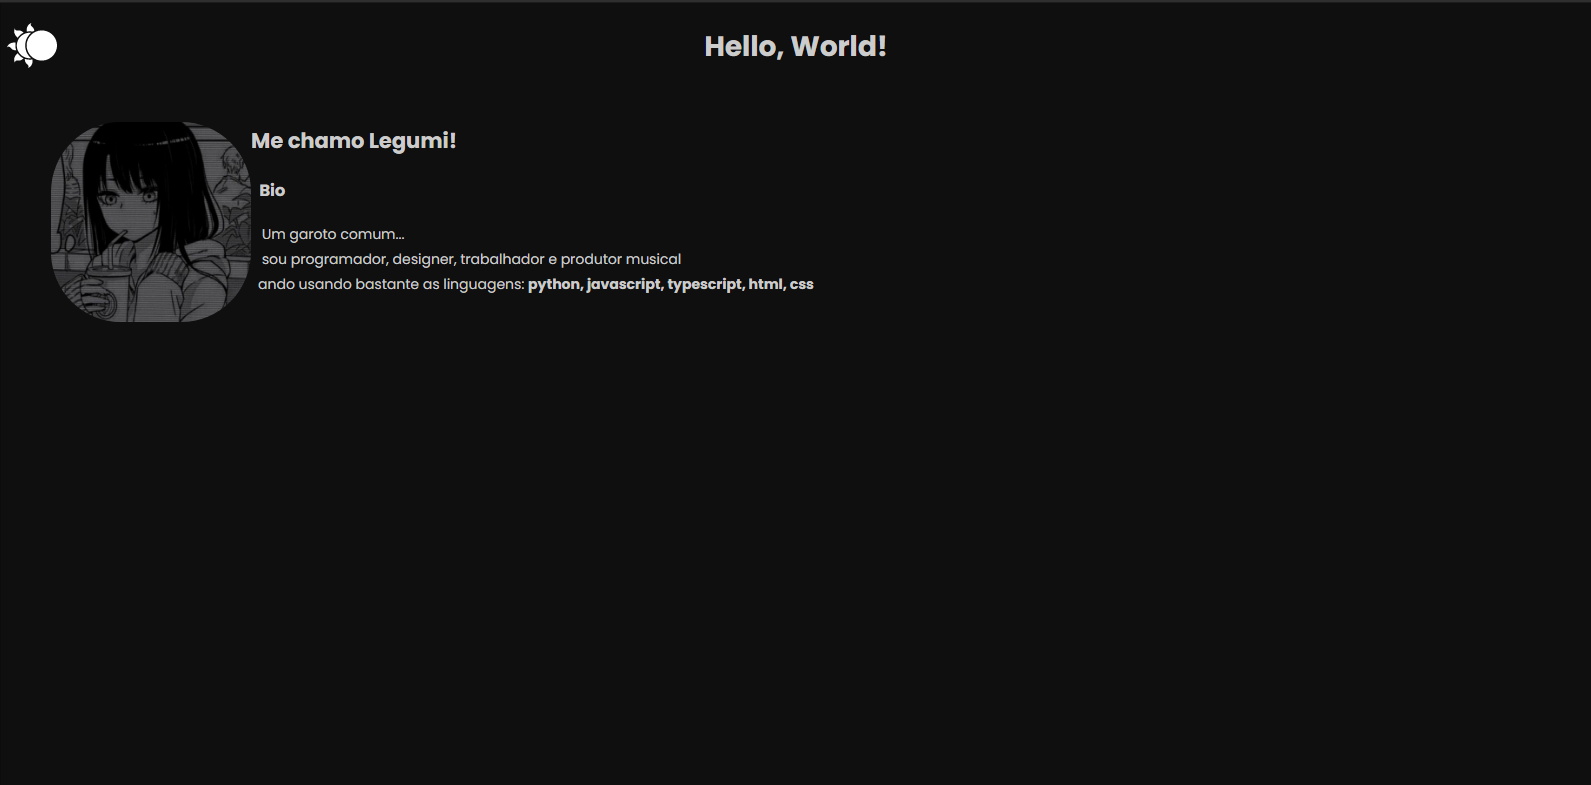 Hello, World!
Me chamo Legumi!
Bio
Um garoto comum...
sou programador, designer, trabalhador e produtor musical
ando usando bastante as linguagens: python, javascript, typescript, html, css